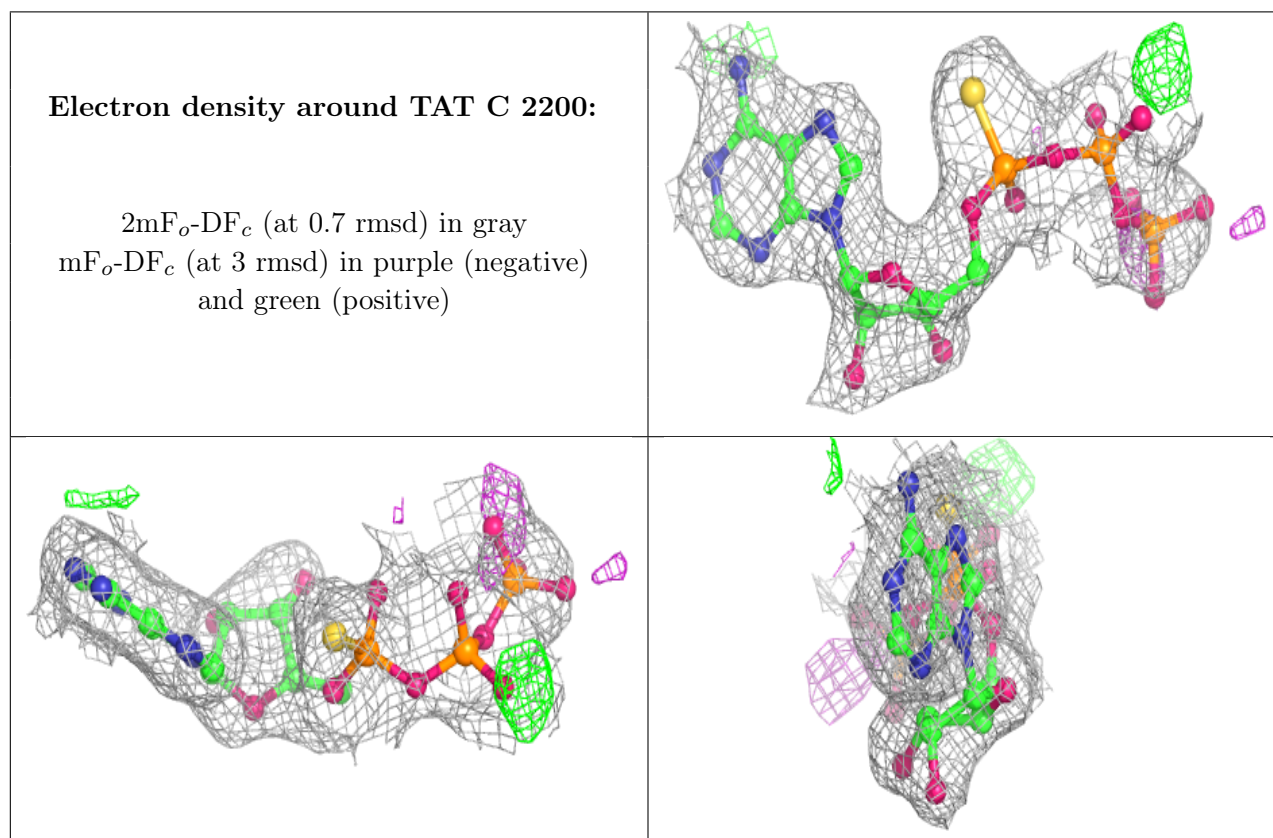 Electron density around TAT C 2200:
2mFo-DFc (at 0.7 rmsd) in gray
mFo-DFc (at 3 rmsd) in purple (negative)
and green (positive)